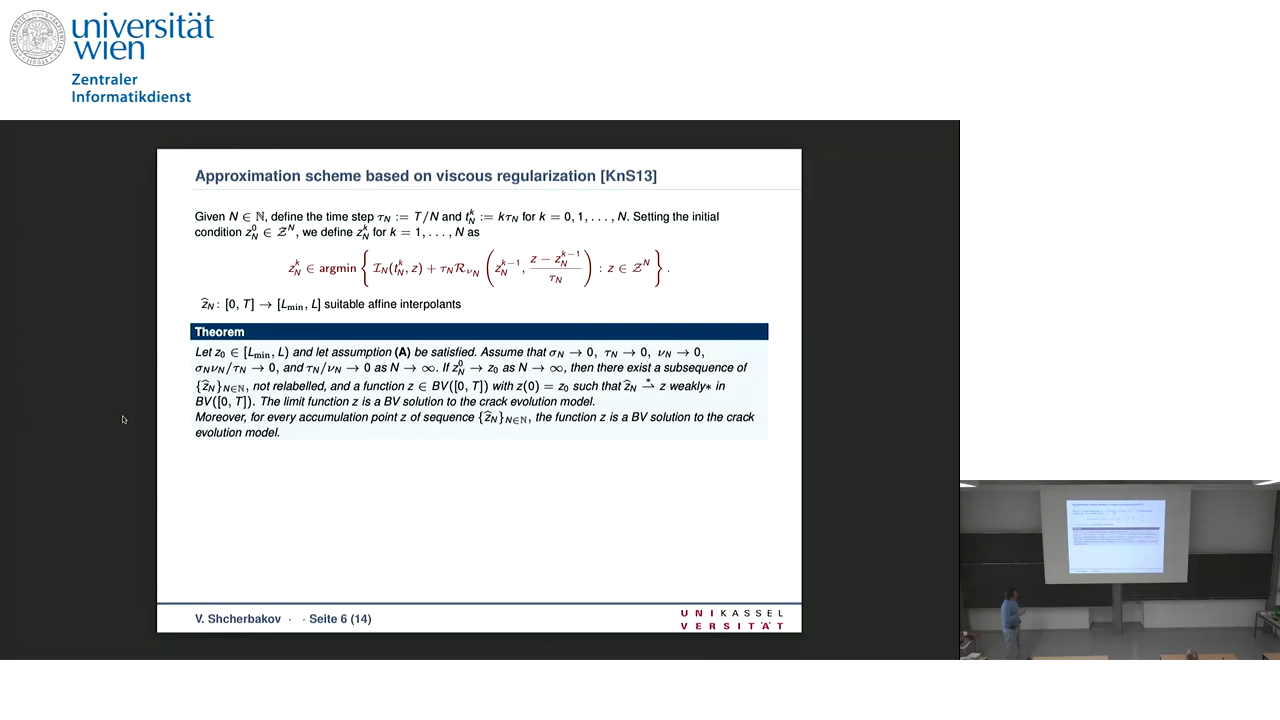 universität
wien
Zentraler
Informatikdienst
Approximation scheme based on viscous regularization [KnS13]
Given N ∈ ℕ, define the time step τ_N := T/N and t_N^k := kτ_N for k = 0, 1, . . . , N. Setting the initial
condition z_N^0 ∈ 𝒵^N, we define z_N^k for k = 1, . . . , N as
z_N^k ∈ argmin { ℐ_N(t_N^k, z) + τ_N ℛ_{ν_N} ( z_N^{k−1}, (z − z_N^{k−1}) / τ_N ) : z ∈ 𝒵^N } .
ẑ_N : [0, T] → [L_min, L] suitable affine interpolants
Theorem
Let z_0 ∈ [L_min, L) and let assumption (A) be satisfied. Assume that σ_N → 0, τ_N → 0, ν_N → 0,
σ_Nν_N/τ_N → 0, and τ_N/ν_N → 0 as N → ∞. If z_N^0 → z_0 as N → ∞, then there exist a subsequence of
{ẑ_N}_{N∈ℕ}, not relabelled, and a function z ∈ BV([0, T]) with z(0) = z_0 such that ẑ_N ⇀* z weakly∗ in
BV([0, T]). The limit function z is a BV solution to the crack evolution model.
Moreover, for every accumulation point z of sequence {ẑ_N}_{N∈ℕ}, the function z is a BV solution to the crack
evolution model.
V. Shcherbakov · · Seite 6 (14)
UNIKASSEL
VERSITÄT